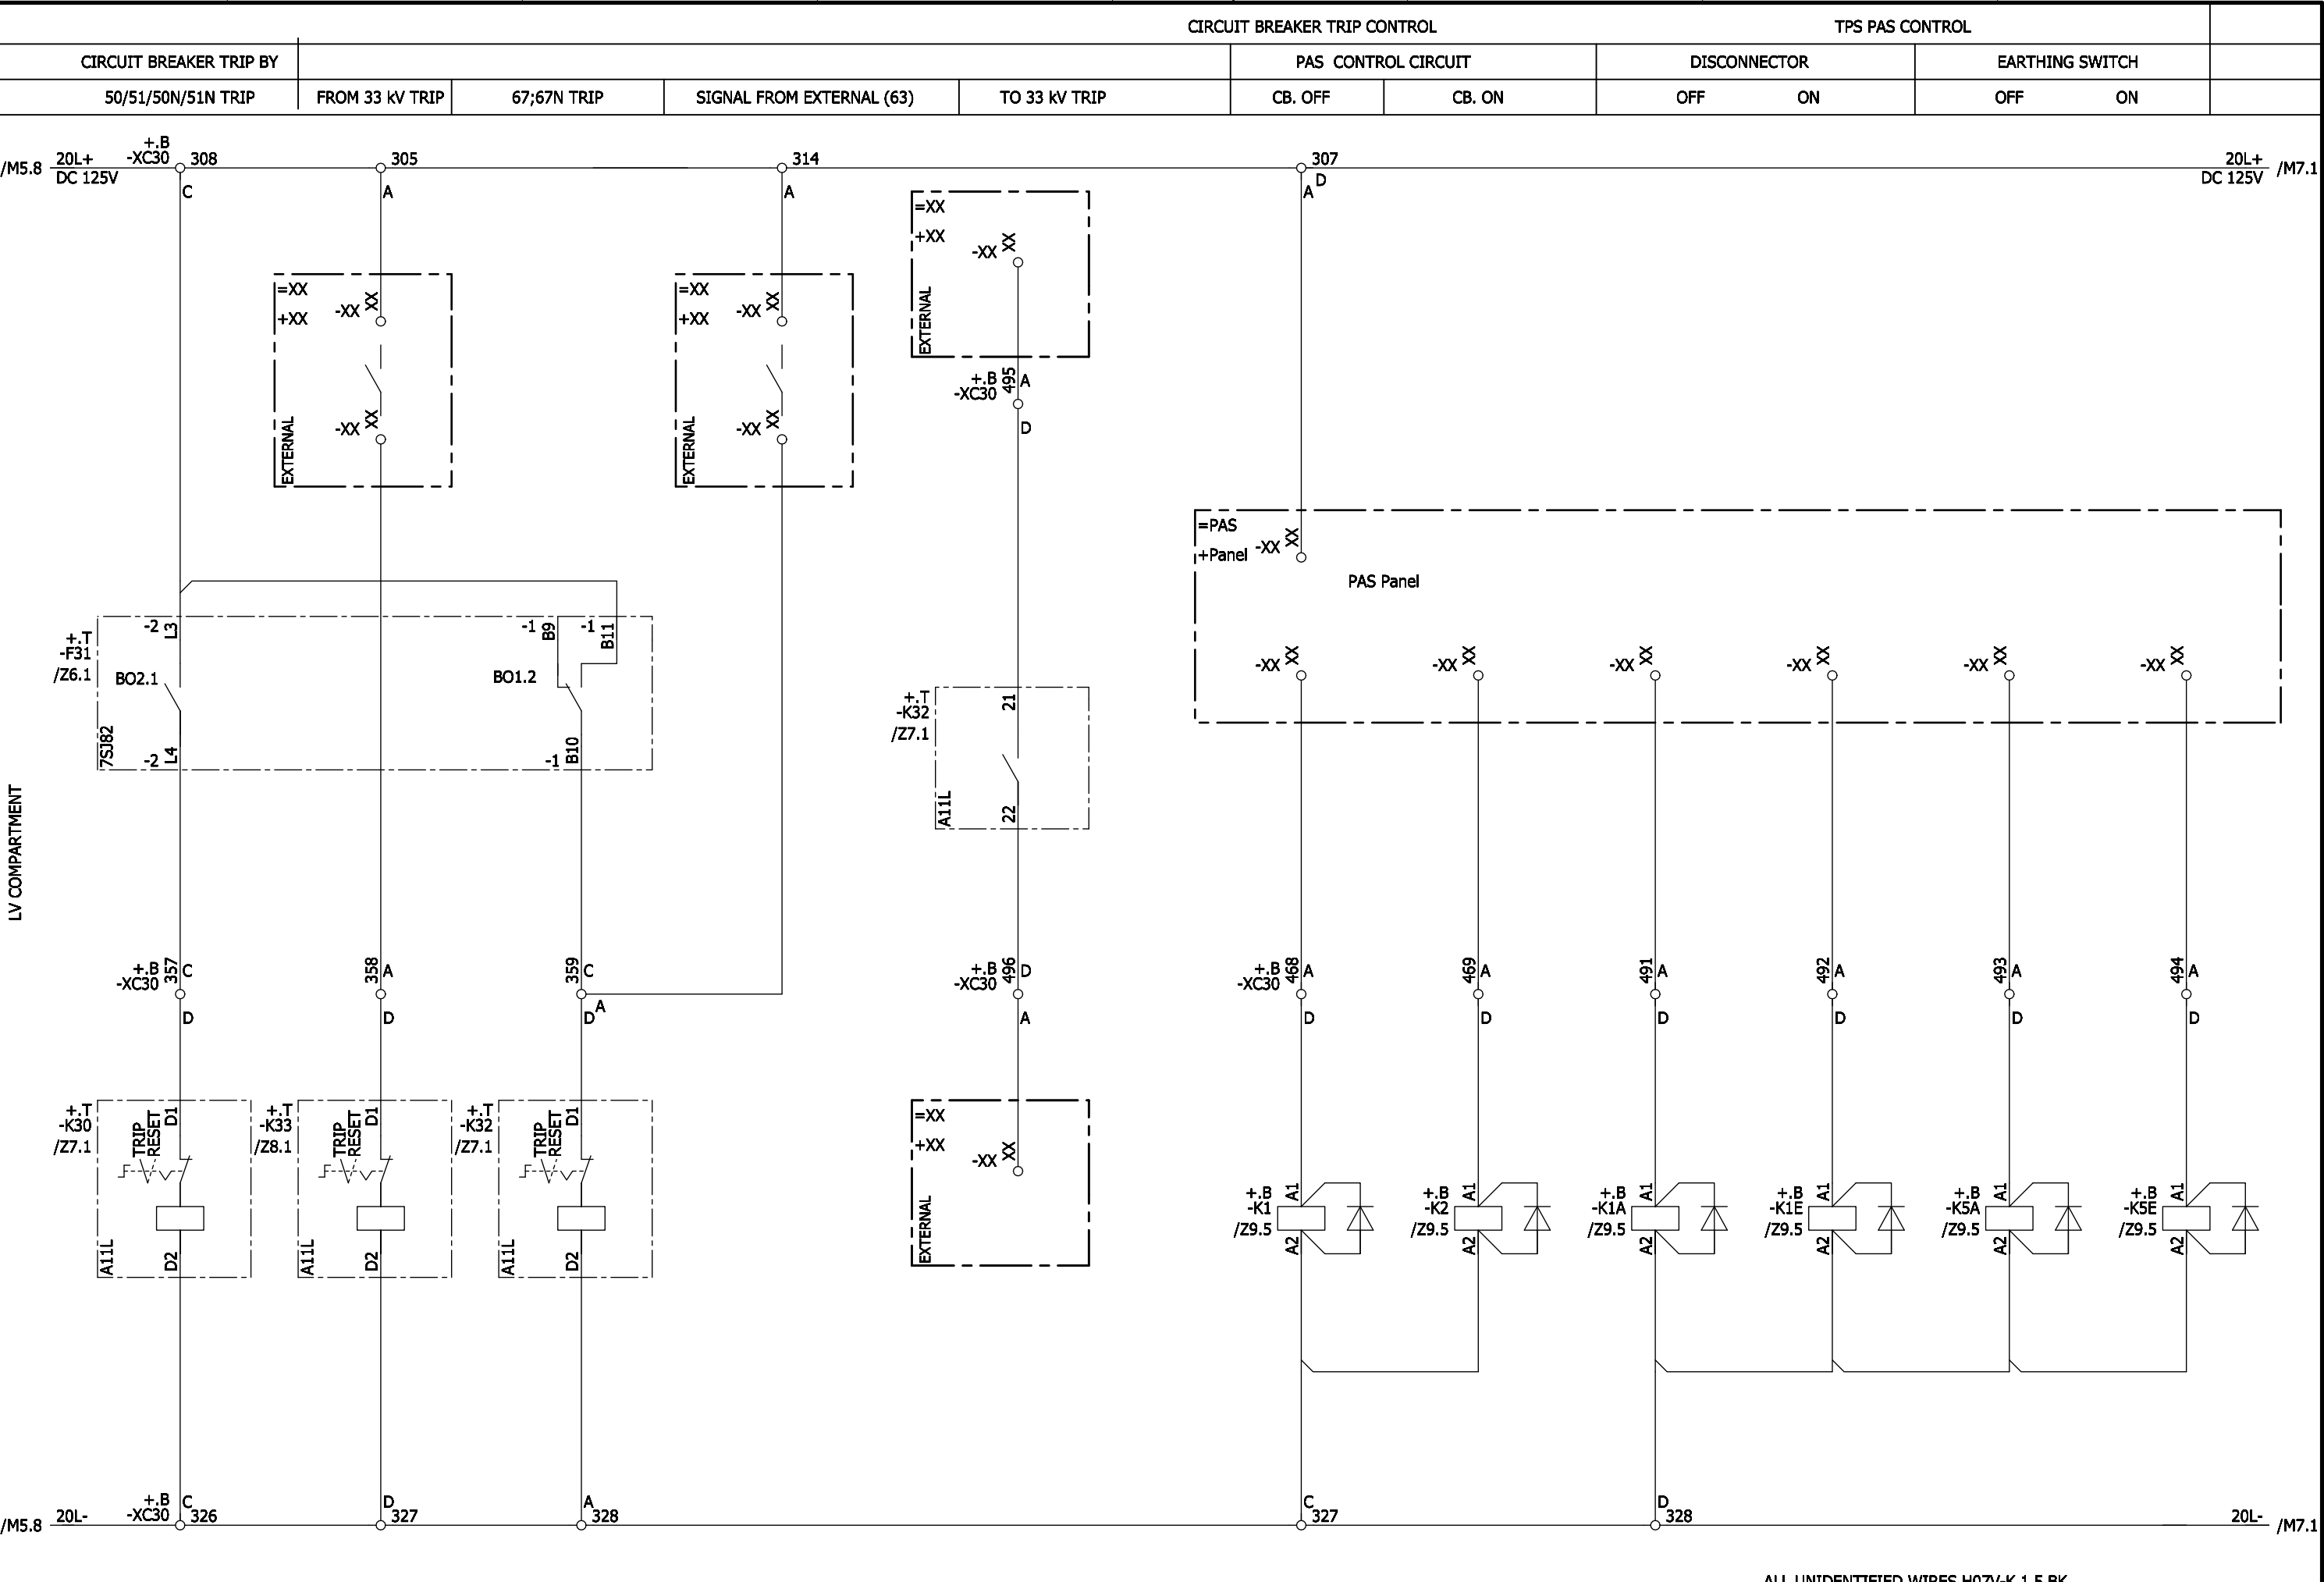 CIRCUIT BREAKER TRIP CONTROL TPS PAS CONTROL
CIRCUIT BREAKER TRIP BY PAS CONTROL CIRCUIT DISCONNECTOR EARTHING SWITCH
50/51/50N/51N TRIP FROM 33 kV TRIP 67;67N TRIP SIGNAL FROM EXTERNAL (63) TO 33 kV TRIP CB. OFF CB. ON OFF ON OFF ON
+.B
/M5.8 20L+ -XC30 308 305 314 307 20L+ /M7.1
DC 125V DC 125V
C A A A D
=XX
+XX
-XX XX
EXTERNAL
=XX
+XX
-XX XX
-XX XX
EXTERNAL
=XX
+XX
-XX XX
-XX XX
EXTERNAL
+.B
-XC30 495 A
D
=PAS
+Panel -XX XX
PAS Panel
-XX XX -XX XX -XX XX -XX XX -XX XX -XX XX
+.T
-F31
/Z6.1
-2 L3 -1 B9 -1 B11
BO2.1 BO1.2
7SJ82
-2 L4 -1 B10
+.T
-K32
/Z7.1
21
22
A11L
LV COMPARTMENT
+.B
-XC30 357 C 358 A 359 C
D D D A
+.B
-XC30 496 D
A
+.B
-XC30 468 A 469 A 491 A 492 A 493 A 494 A
D D D D D D
+.T
-K30
/Z7.1
TRIP
RESET
D1
D2
A11L
+.T
-K33
/Z8.1
TRIP
RESET
D1
D2
A11L
+.T
-K32
/Z7.1
TRIP
RESET
D1
D2
A11L
=XX
+XX
-XX XX
EXTERNAL
+.B
-K1
/Z9.5
A1
A2
+.B
-K2
/Z9.5
A1
A2
+.B
-K1A
/Z9.5
A1
A2
+.B
-K1E
/Z9.5
A1
A2
+.B
-K5A
/Z9.5
A1
A2
+.B
-K5E
/Z9.5
A1
A2
+.B C D A C D
/M5.8 20L- -XC30 326 327 328 327 328 20L- /M7.1
ALL UNIDENTIFIED WIRES H07V-K 1,5 BK